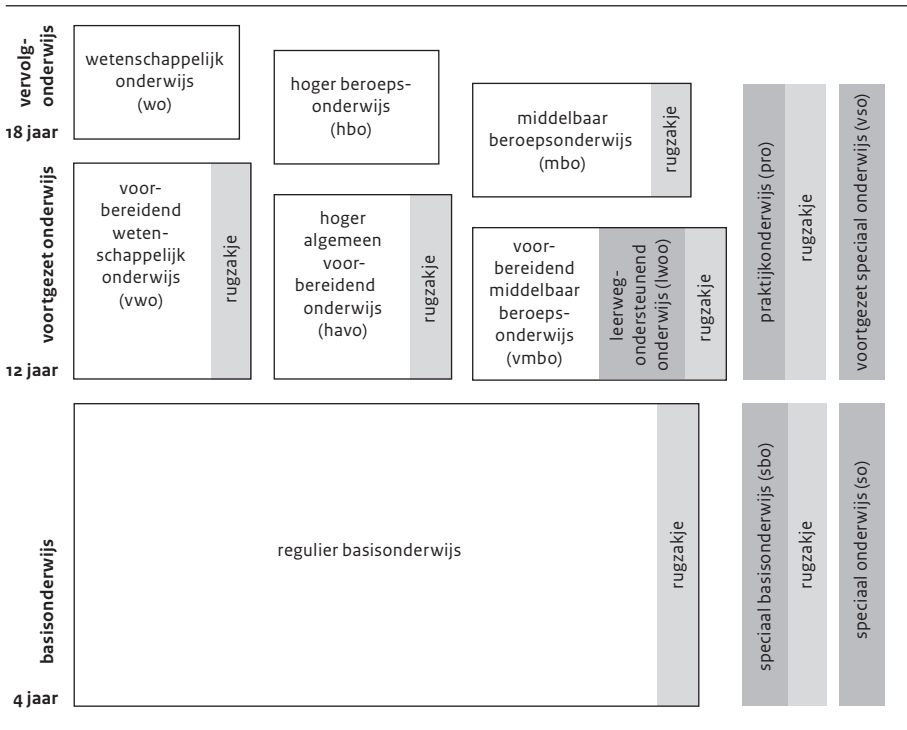 vervolg-
onderwijs
18 jaar
wetenschappelijk
onderwijs
(wo)
hoger beroeps-
onderwijs
(hbo)
middelbaar
beroepsonderwijs
(mbo)
rugzakje
voortgezet onderwijs
12 jaar
voor-
bereidend
weten-
schappelijk
onderwijs
(vwo)
rugzakje
hoger
algemeen
voor-
bereidend
onderwijs
(havo)
rugzakje
voor-
bereidend
middelbaar
beroeps-
onderwijs
(vmbo)
leerweg-
ondersteunend
onderwijs (lwoo)
rugzakje
praktijkonderwijs (pro)
rugzakje
voortgezet speciaal onderwijs (vso)
basisonderwijs
4 jaar
regulier basisonderwijs
rugzakje
speciaal basisonderwijs (sbo)
rugzakje
speciaal onderwijs (so)